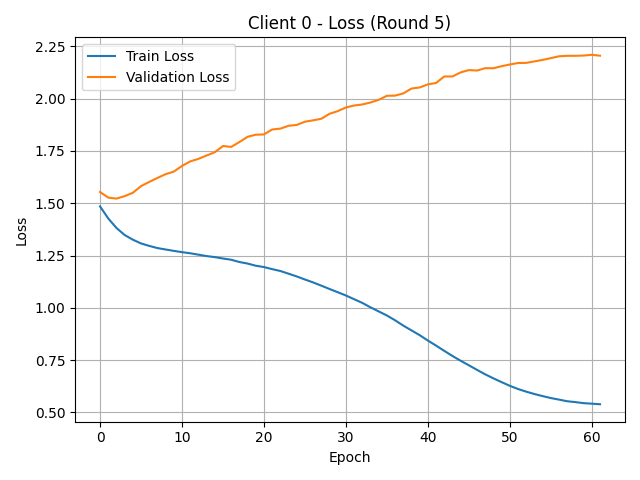 Client 0 - Loss (Round 5)
Train Loss
Validation Loss
2.25
2.00
1.75
1.50
1.25
1.00
0.75
0.50
Loss
0 10 20 30 40 50 60
Epoch